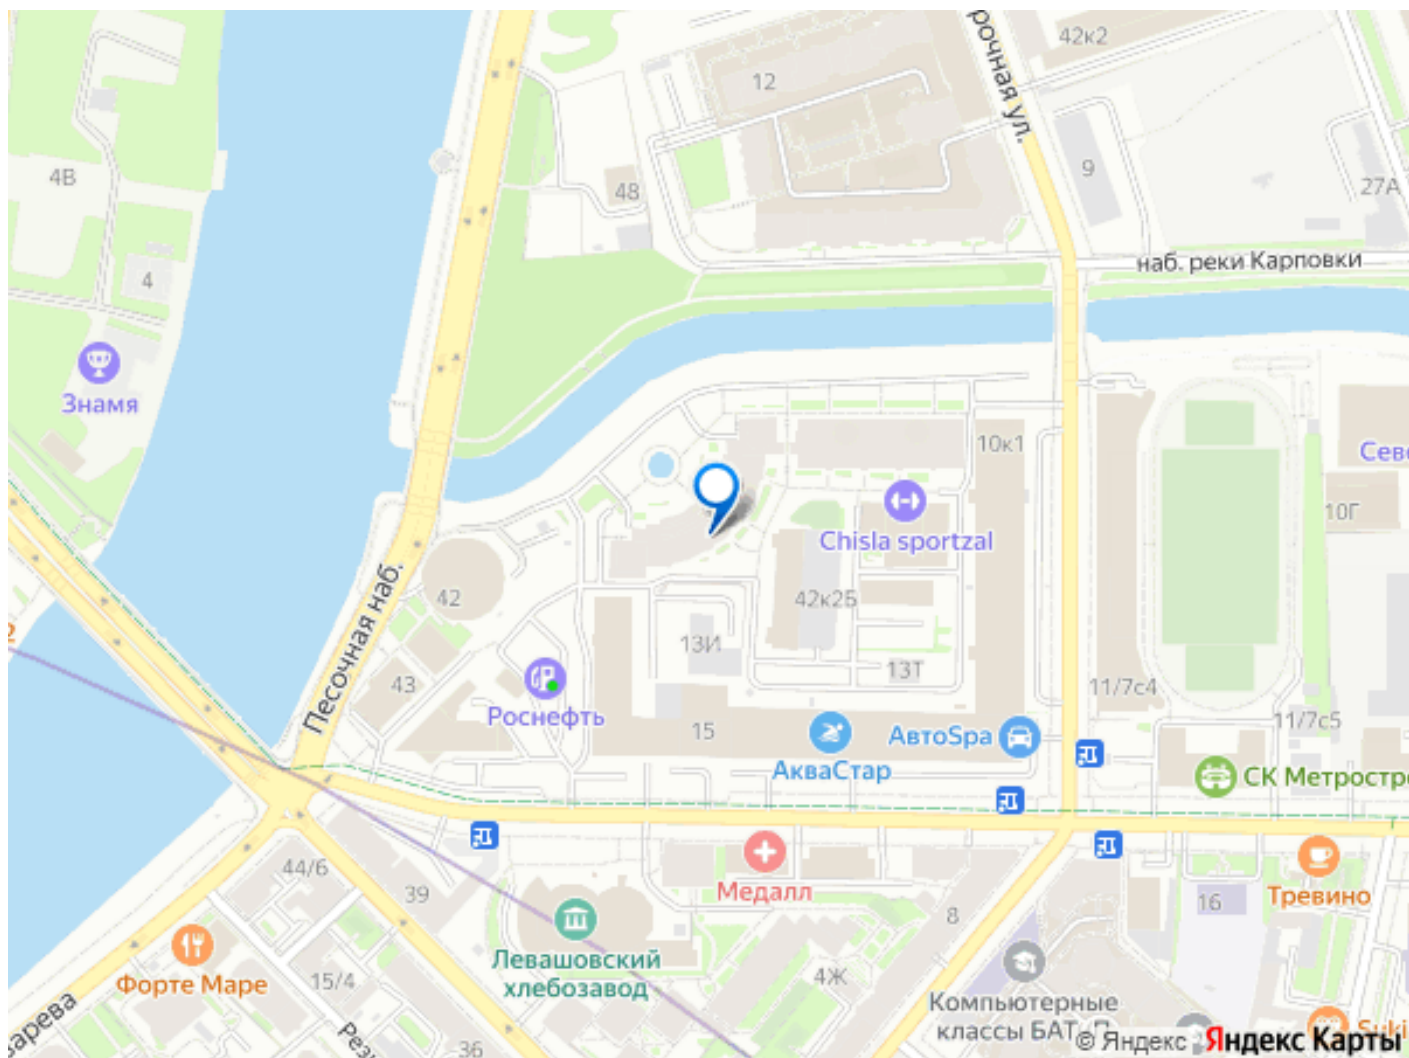 42к2
рочная ул.
12
9
4В
48
27А
наб. реки Карповки
4
Знамя
10к1
Chisla sportzal
10Г
42
42к2Б
Песочная наб.
13И
13Т
43
11/7с4
Роснефть
15
АвтоSpa
11/7с5
АкваСтар
СК Метростр
44/6
39
Медалл
Тревино
16
8
Левашовский
хлебозавод
4Ж
Форте Маре
15/4
Компьютерные
классы БАТ
36
© Яндекс Яндекс Карты